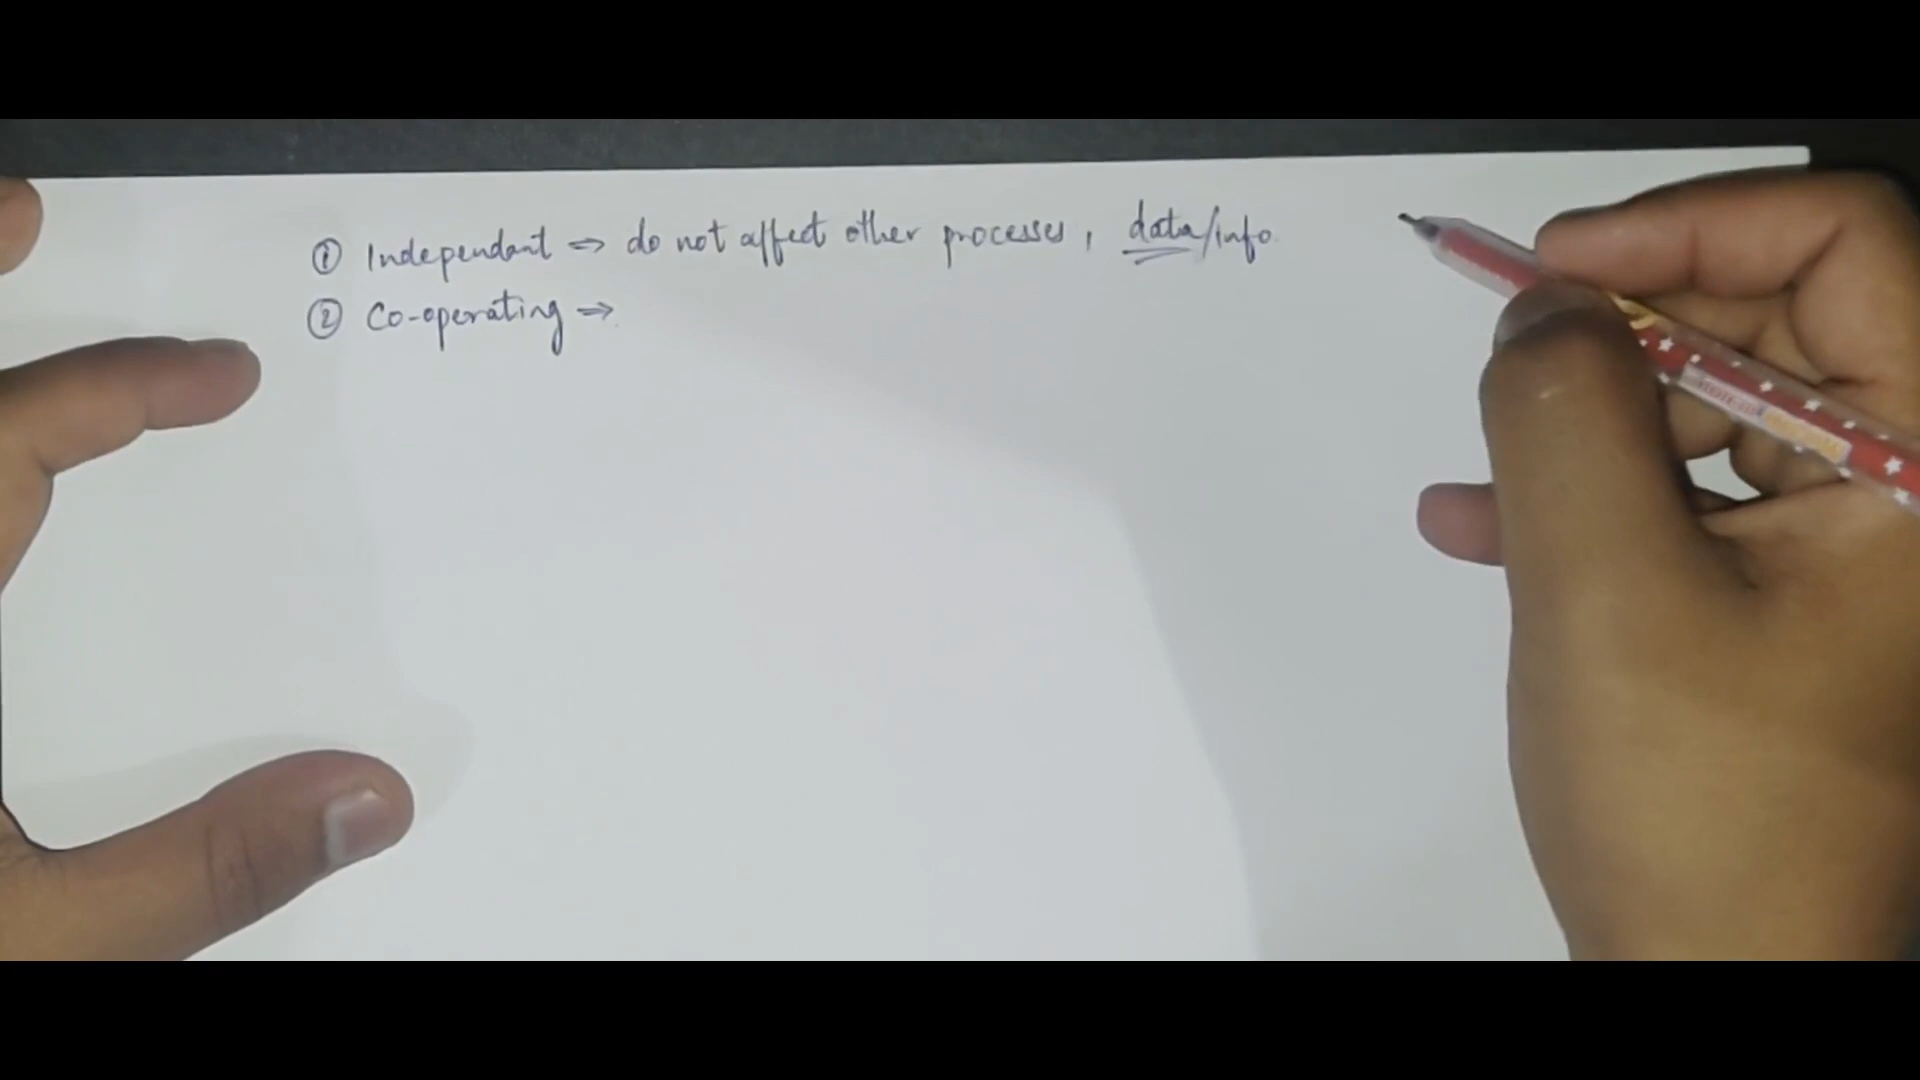 ① Independant ⇒ do not affect other processes, data/info.
② Co-operating ⇒